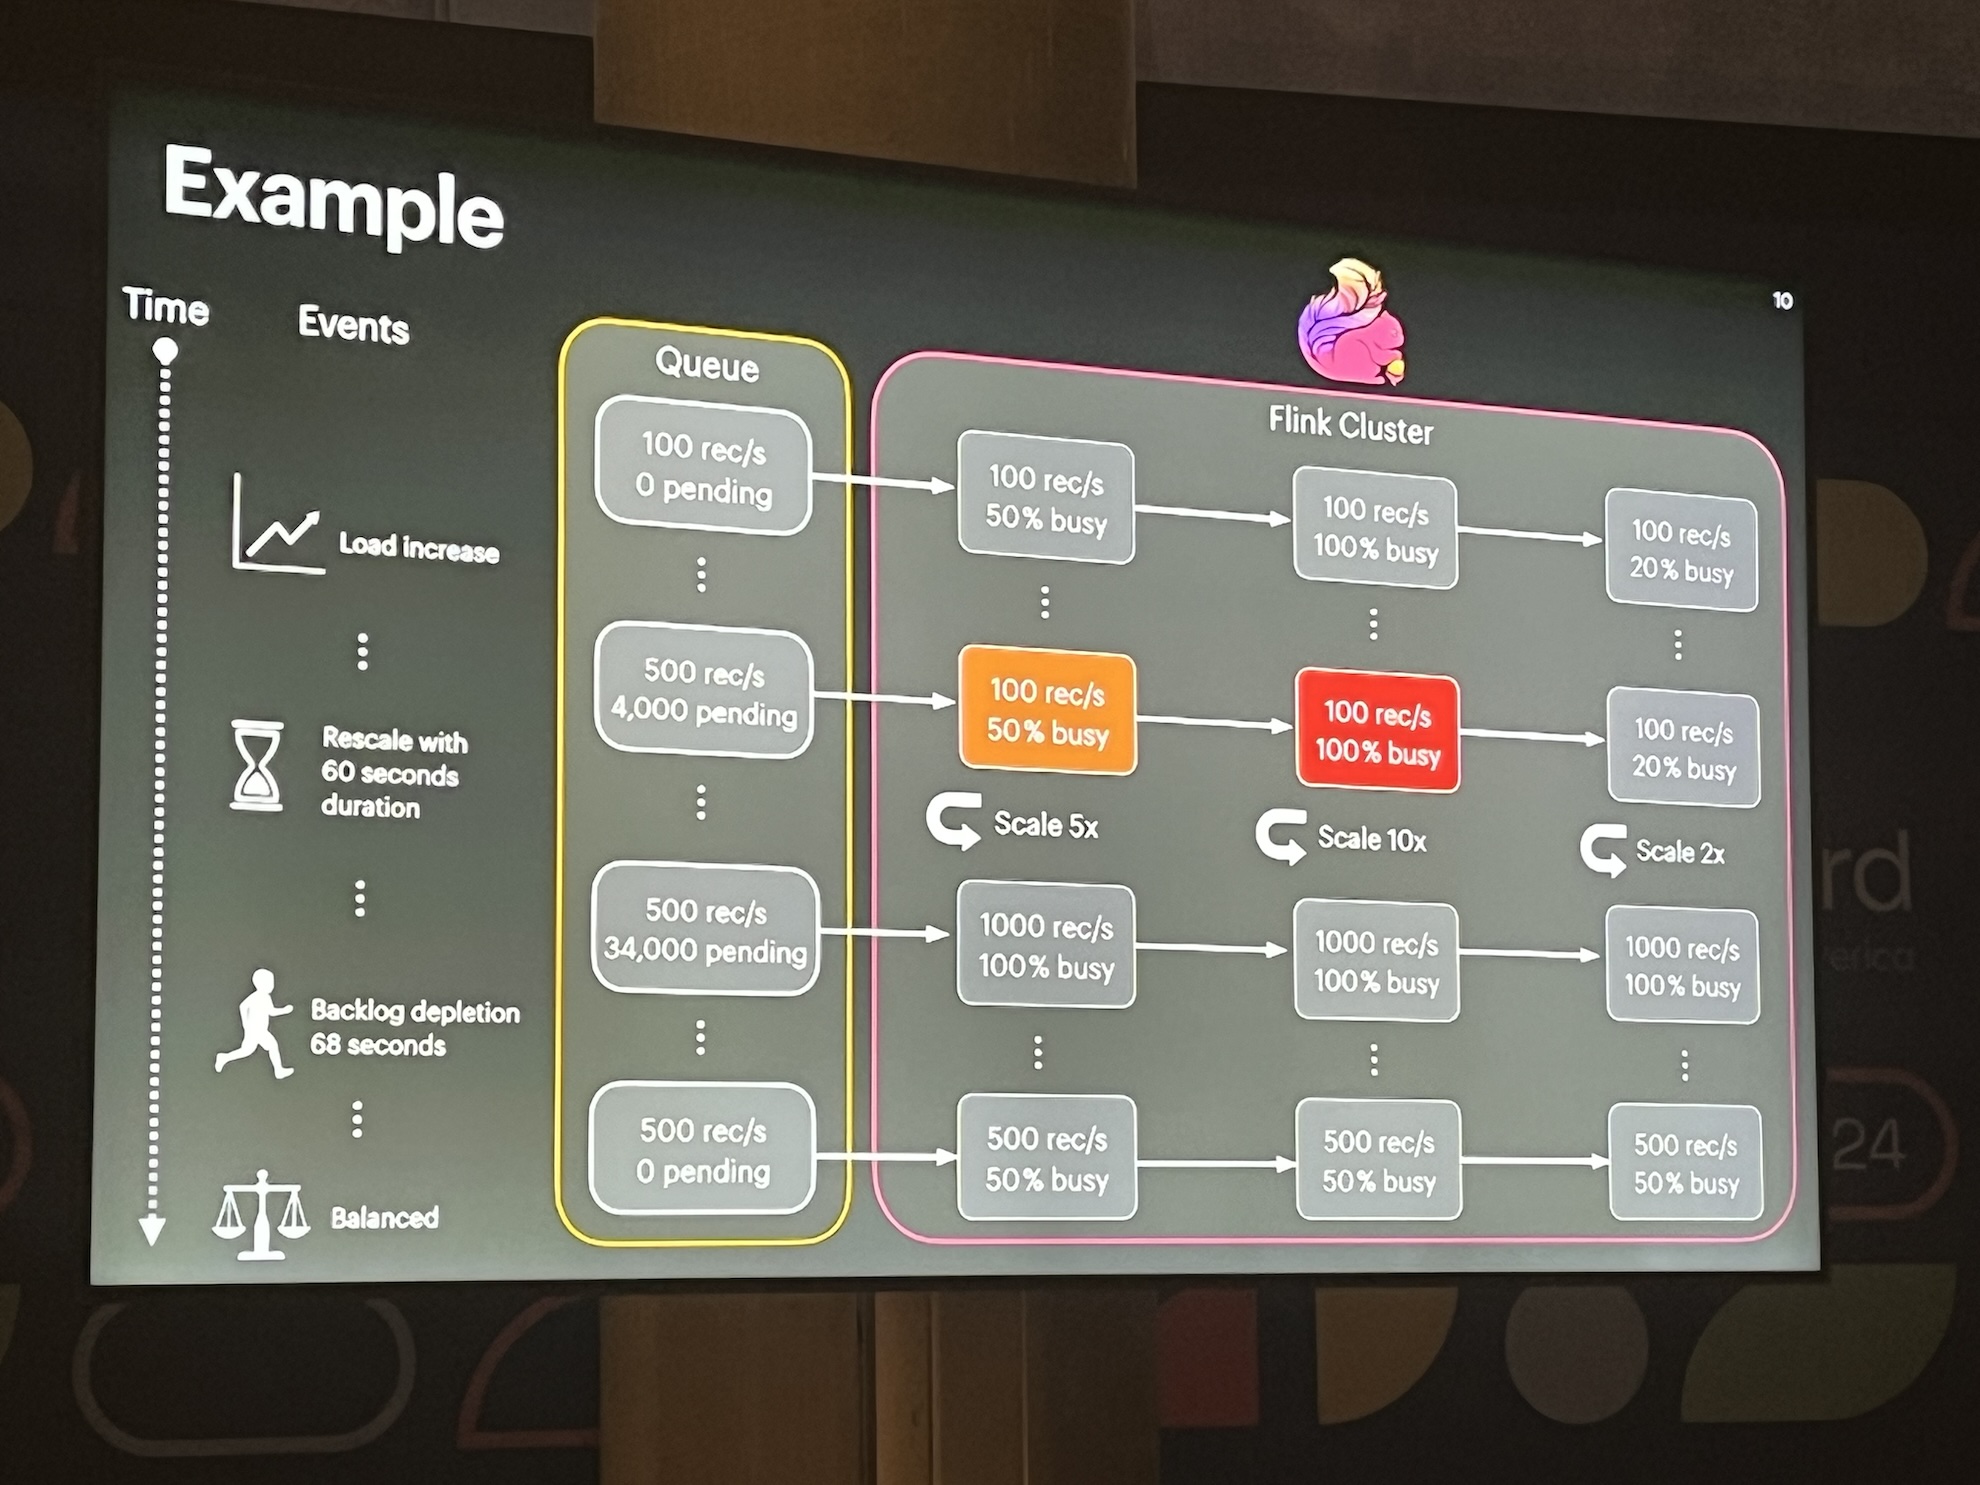 Example
10
Time
Events
Queue
Flink Cluster
100 rec/s
0 pending
100 rec/s
50% busy
100 rec/s
100% busy
100 rec/s
20% busy
Load increase
500 rec/s
4,000 pending
100 rec/s
50% busy
100 rec/s
100% busy
100 rec/s
20% busy
Rescale with
60 seconds
duration
Scale 5x
Scale 10x
Scale 2x
500 rec/s
34,000 pending
1000 rec/s
100% busy
1000 rec/s
100% busy
1000 rec/s
100% busy
Backlog depletion
68 seconds
500 rec/s
0 pending
500 rec/s
50% busy
500 rec/s
50% busy
500 rec/s
50% busy
Balanced
rd
erica
24